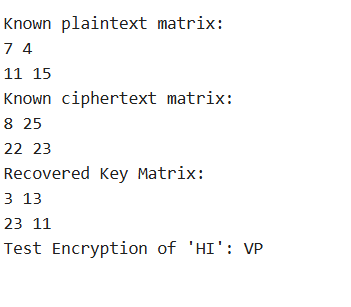 Known plaintext matrix:
7 4
11 15
Known ciphertext matrix:
8 25
22 23
Recovered Key Matrix:
3 13
23 11
Test Encryption of 'HI': VP